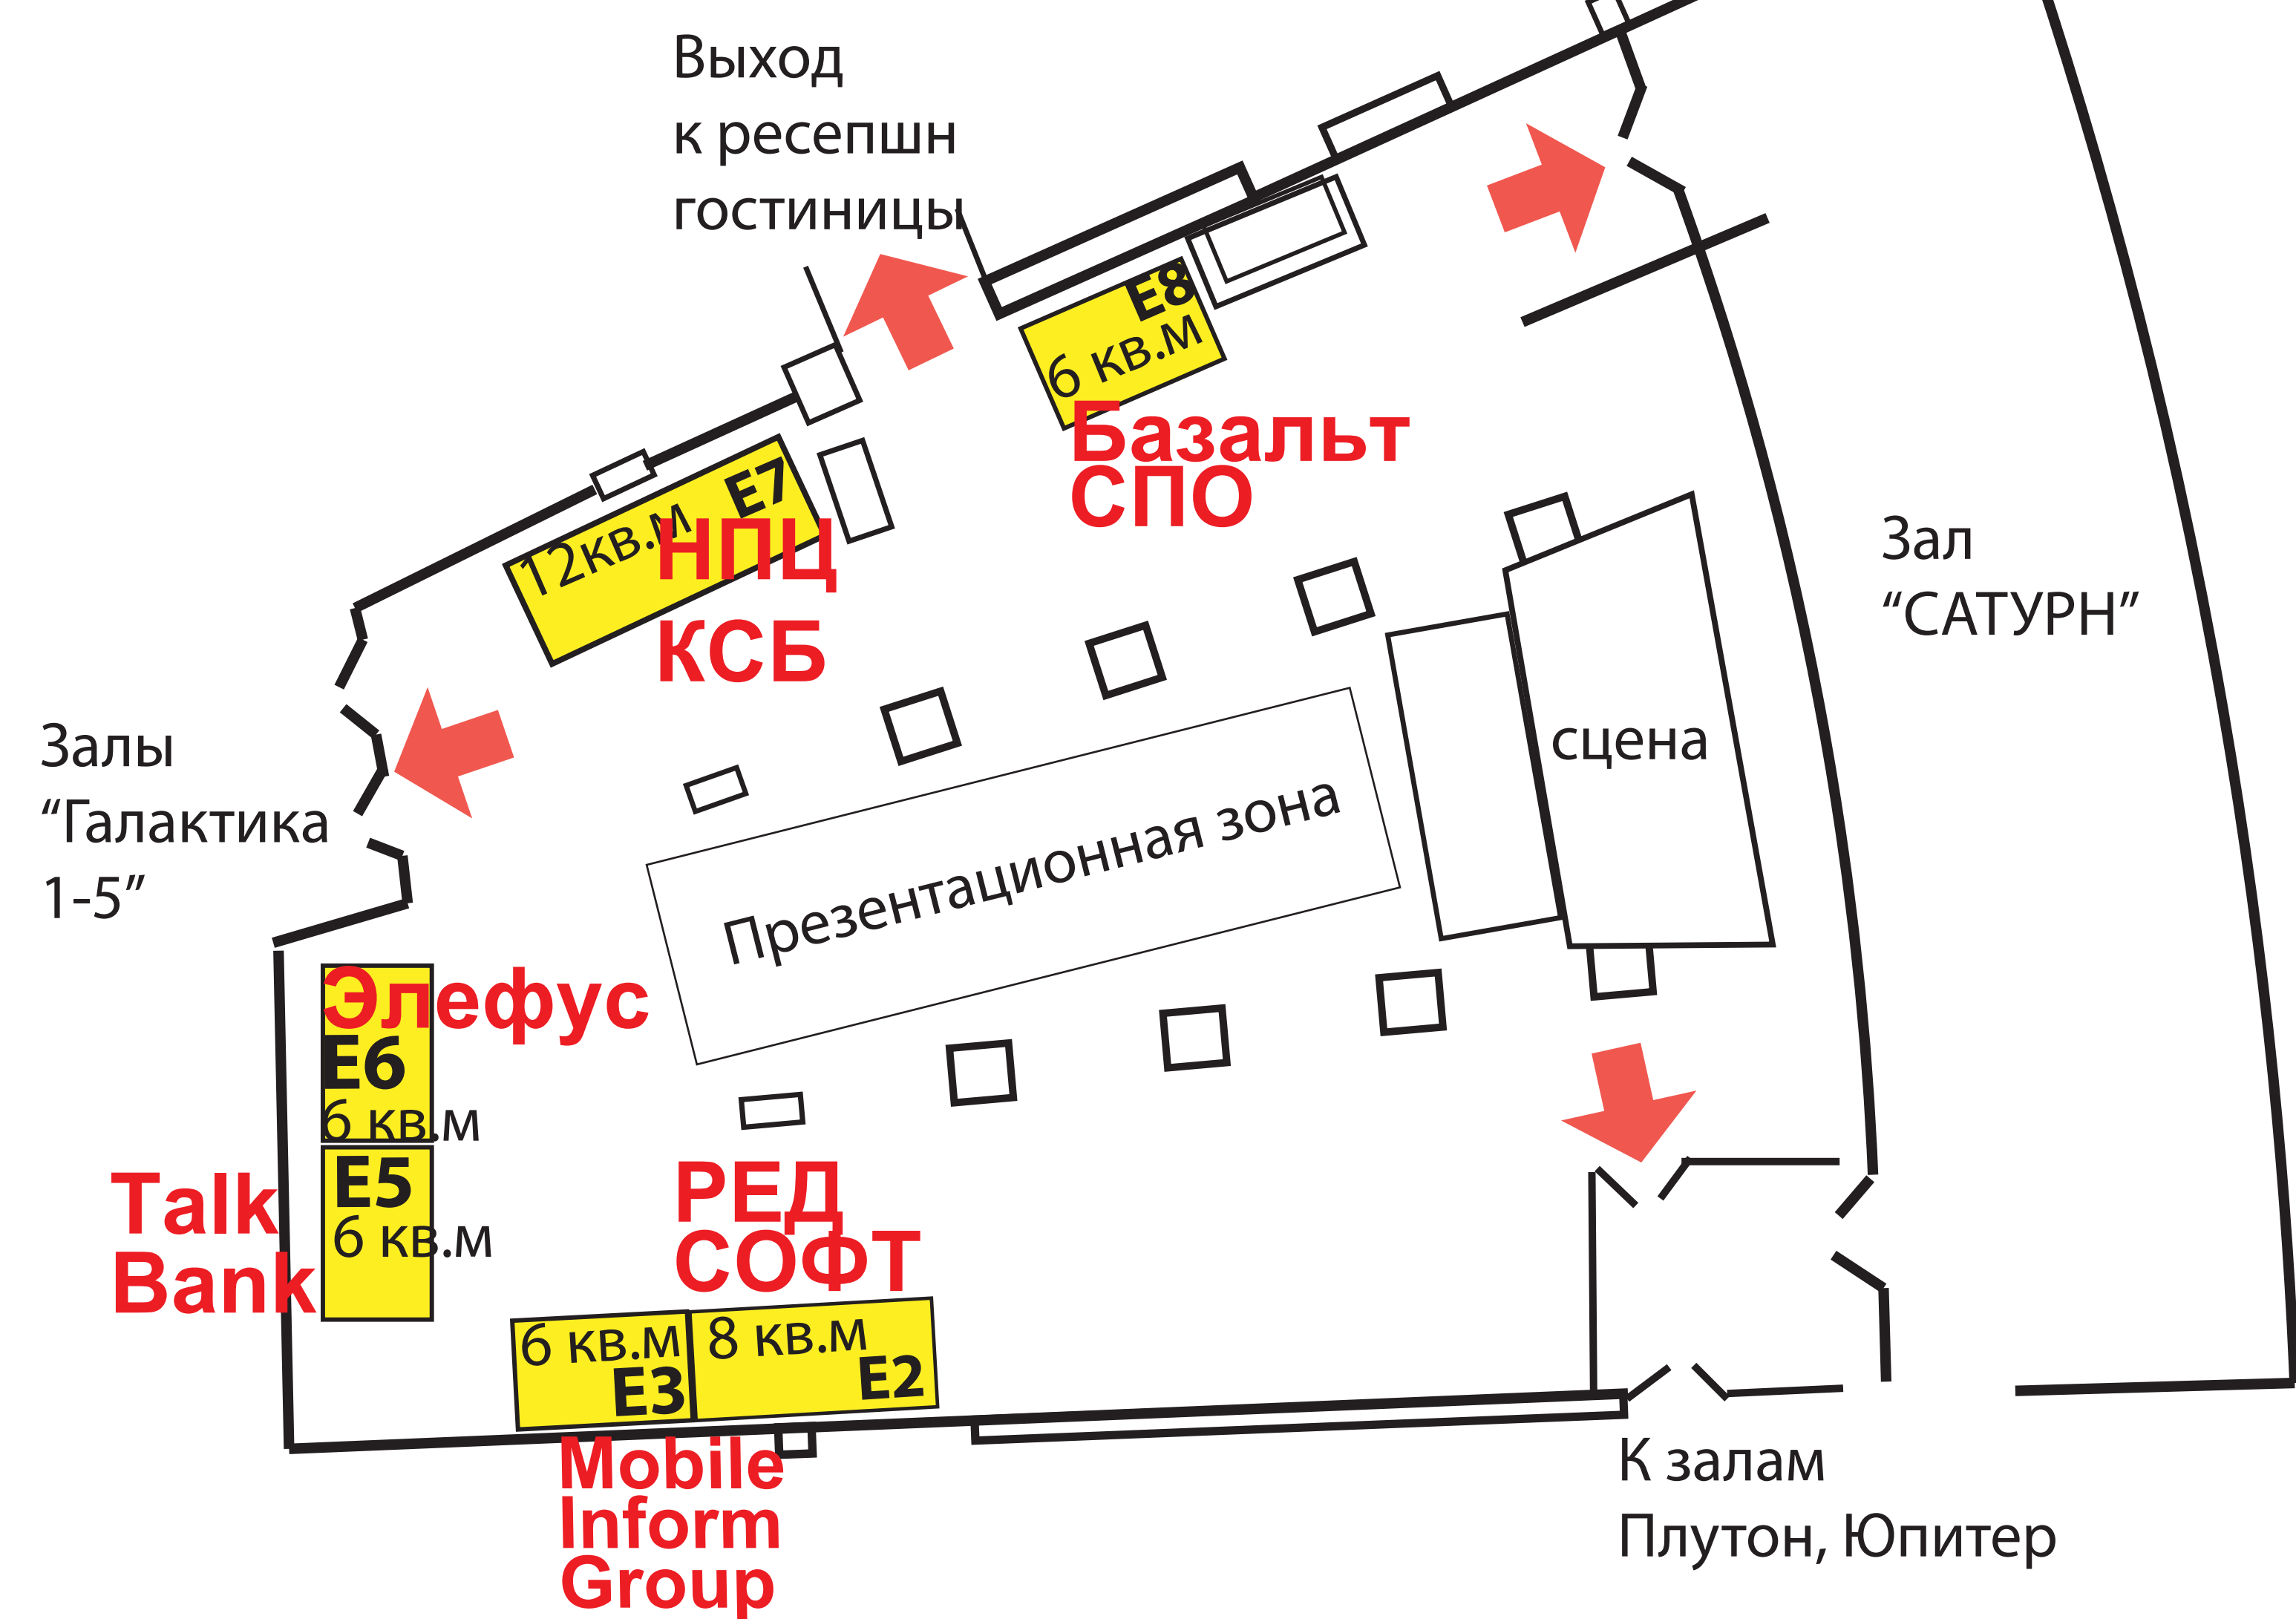 Выход
к ресепшн
гостиницы
E8
6 кв.м
Базальт
СПО
E7
12кв.м
НПЦ
КСБ
Зал
“САТУРН”
сцена
Залы
“Галактика
1-5”
Презентационная зона
Элефус
E6
6 кв.м
Talk
Bank
E5
6 кв.м
РЕД
СОФТ
6 кв.м
E3
8 кв.м
E2
Mobile
Inform
Group
К залам
Плутон, Юпитер